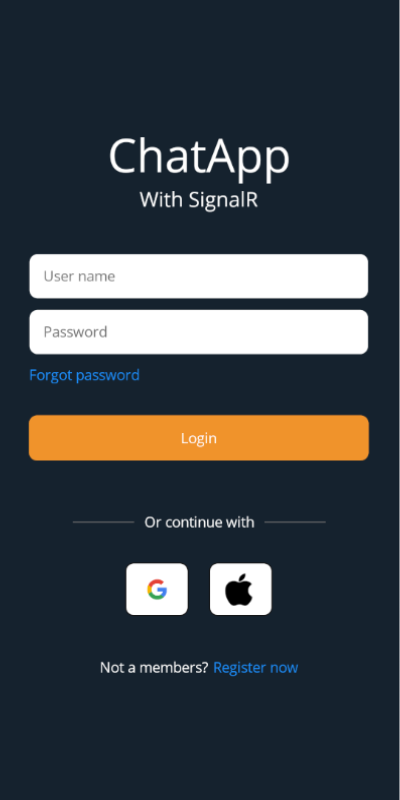 ChatApp
With SignalR
User name
Password
Forgot password
Login
Or continue with
G
Not a members? Register now